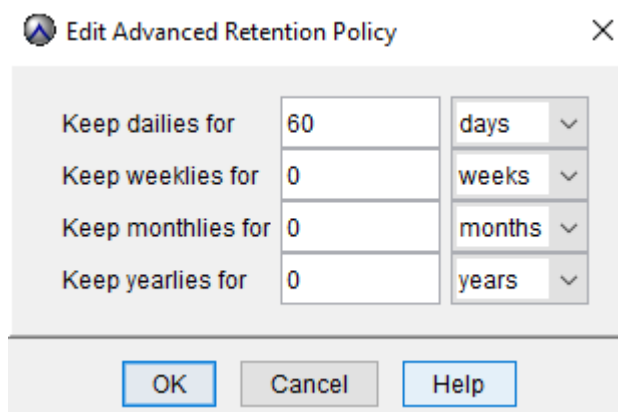 Edit Advanced Retention Policy
Keep dailies for 60 days
Keep weeklies for 0 weeks
Keep monthlies for 0 months
Keep yearlies for 0 years
OK Cancel Help